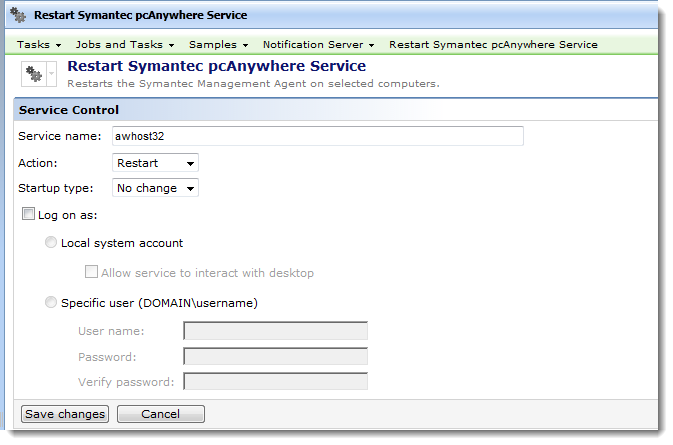 Restart Symantec pcAnywhere Service
Tasks Jobs and Tasks Samples Notification Server Restart Symantec pcAnywhere Service
Restart Symantec pcAnywhere Service
Restarts the Symantec Management Agent on selected computers.
Service Control
Service name: awhost32
Action: Restart
Startup type: No change
Log on as:
Local system account
Allow service to interact with desktop
Specific user (DOMAIN\username)
User name:
Password:
Verify password:
Save changes Cancel